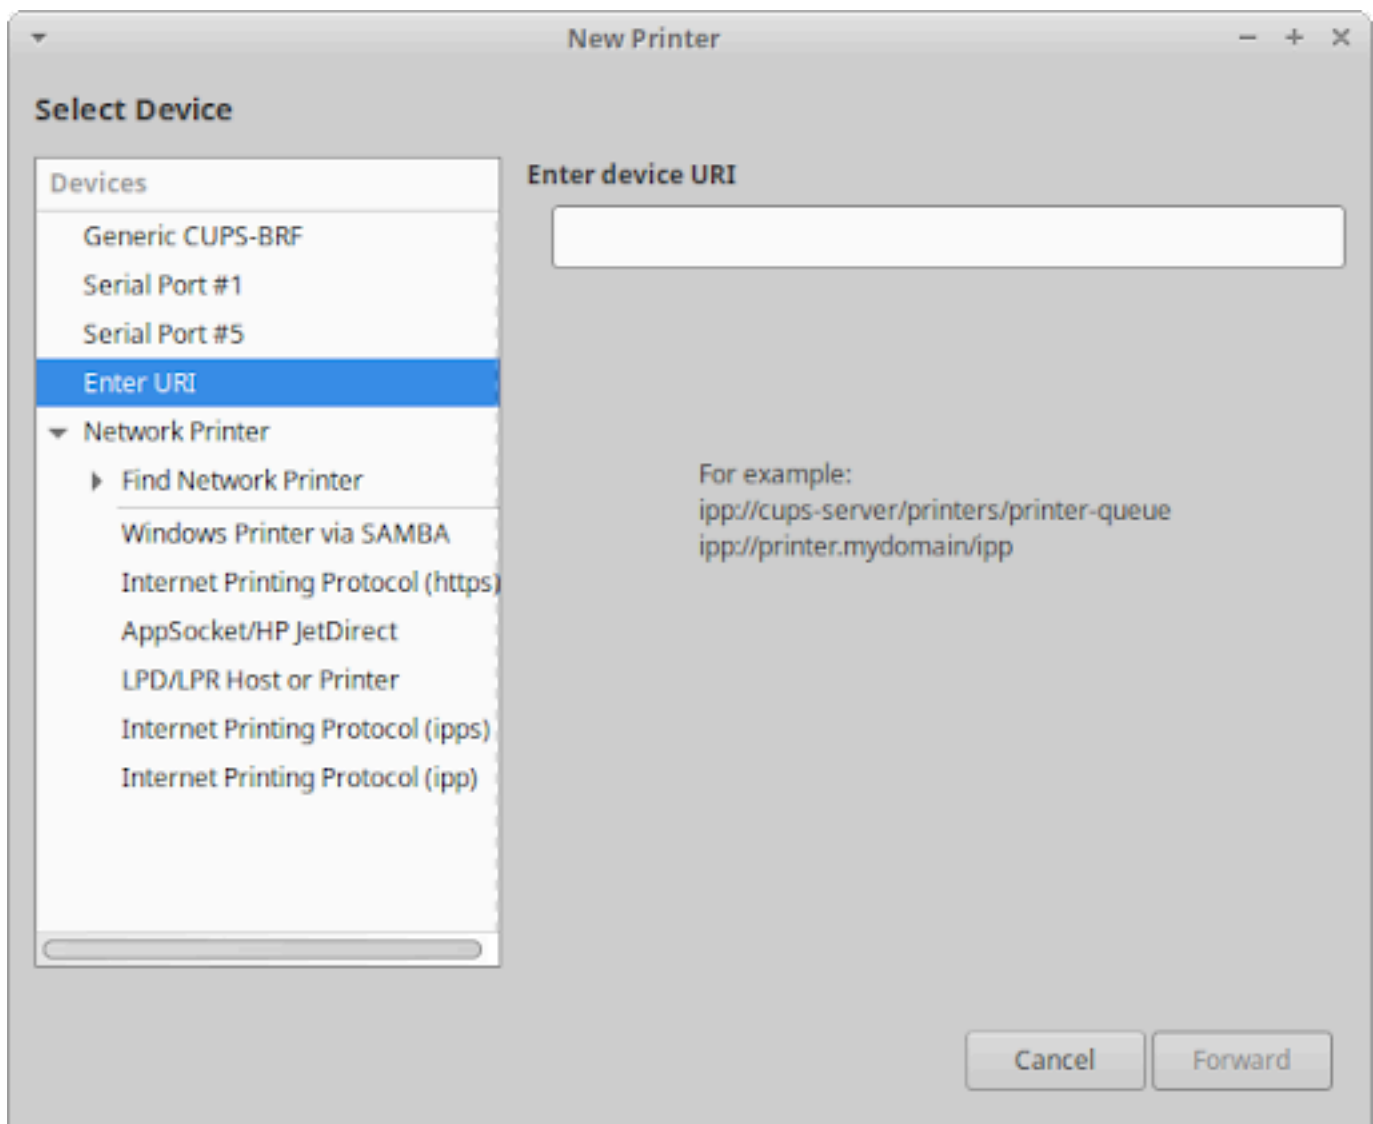 New Printer
Select Device
Devices
Generic CUPS-BRF
Serial Port #1
Serial Port #5
Enter URI
Network Printer
Find Network Printer
Windows Printer via SAMBA
Internet Printing Protocol (https)
AppSocket/HP JetDirect
LPD/LPR Host or Printer
Internet Printing Protocol (ipps)
Internet Printing Protocol (ipp)
Enter device URI
For example:
ipp://cups-server/printers/printer-queue
ipp://printer.mydomain/ipp
Cancel
Forward